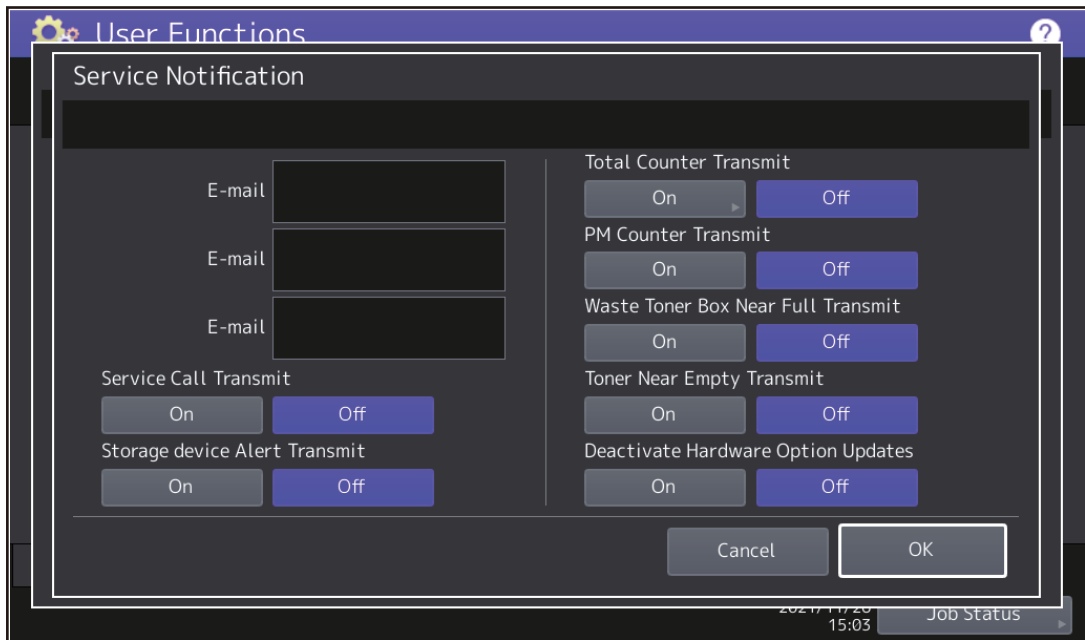 User Functions
?
Service Notification
E-mail
E-mail
E-mail
Service Call Transmit
On
Off
Storage device Alert Transmit
On
Off
Total Counter Transmit
On
Off
PM Counter Transmit
On
Off
Waste Toner Box Near Full Transmit
On
Off
Toner Near Empty Transmit
On
Off
Deactivate Hardware Option Updates
On
Off
Cancel
OK
15:03
Job Status